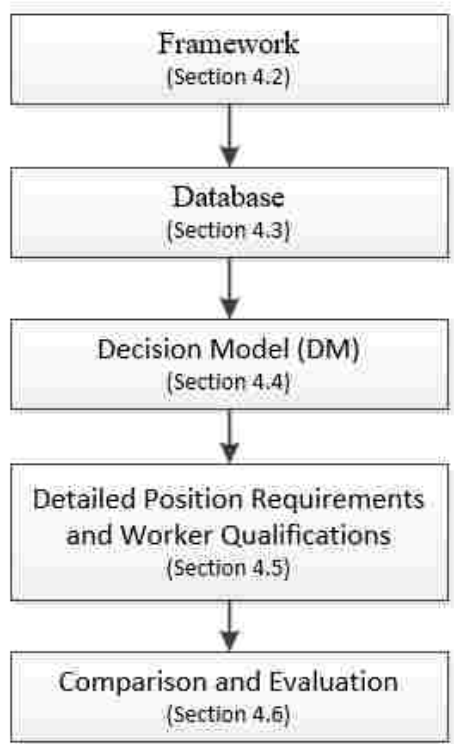 Framework
(Section 4.2)
Database
(Section 4.3)
Decision Model (DM)
(Section 4.4)
Detailed Position Requirements
and Worker Qualifications
(Section 4.5)
Comparison and Evaluation
(Section 4.6)